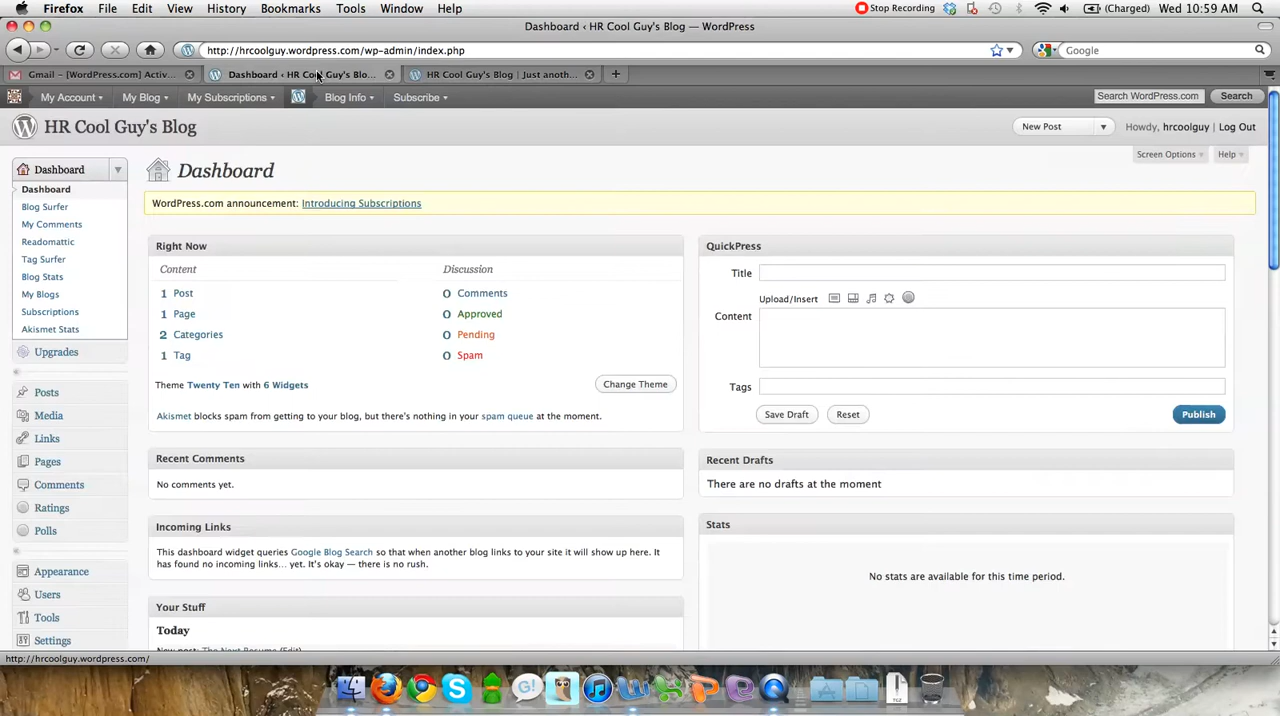 Firefox File Edit View History Bookmarks Tools Window Help Stop Recording (Charged) Wed 10:59 AM
Dashboard ‹ HR Cool Guy's Blog — WordPress
http://hrcoolguy.wordpress.com/wp-admin/index.php Google
Gmail – [WordPress.com] Activ... Dashboard ‹ HR Cool Guy's Blo... HR Cool Guy's Blog | Just anoth...
My Account My Blog My Subscriptions Blog Info Subscribe Search WordPress.com Search
HR Cool Guy's Blog New Post Howdy, hrcoolguy | Log Out
Screen Options Help
Dashboard
Dashboard
WordPress.com announcement: Introducing Subscriptions
Dashboard
Blog Surfer
My Comments
Readomattic
Tag Surfer
Blog Stats
My Blogs
Subscriptions
Akismet Stats
Upgrades
Posts
Media
Links
Pages
Comments
Ratings
Polls
Appearance
Users
Tools
Settings
Right Now
Content Discussion
1 Post 0 Comments
1 Page 0 Approved
2 Categories 0 Pending
1 Tag 0 Spam
Theme Twenty Ten with 6 Widgets Change Theme
Akismet blocks spam from getting to your blog, but there's nothing in your spam queue at the moment.
Recent Comments
No comments yet.
Incoming Links
This dashboard widget queries Google Blog Search so that when another blog links to your site it will show up here. It
has found no incoming links... yet. It's okay — there is no rush.
Your Stuff
Today
New post: The Next Resume (Edit)
QuickPress
Title
Upload/Insert
Content
Tags
Save Draft Reset Publish
Recent Drafts
There are no drafts at the moment
Stats
No stats are available for this time period.
http://hrcoolguy.wordpress.com/